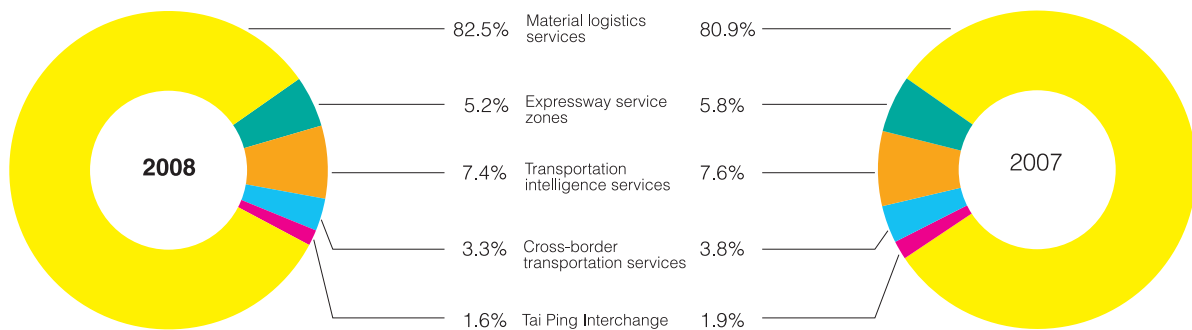 82.5% Material logistics 80.9%
services
5.2% Expressway service 5.8%
zones
2008
7.4% Transportation 7.6%
intelligence services
2007
3.3% Cross-border 3.8%
transportation services
1.6% Tai Ping Interchange 1.9%